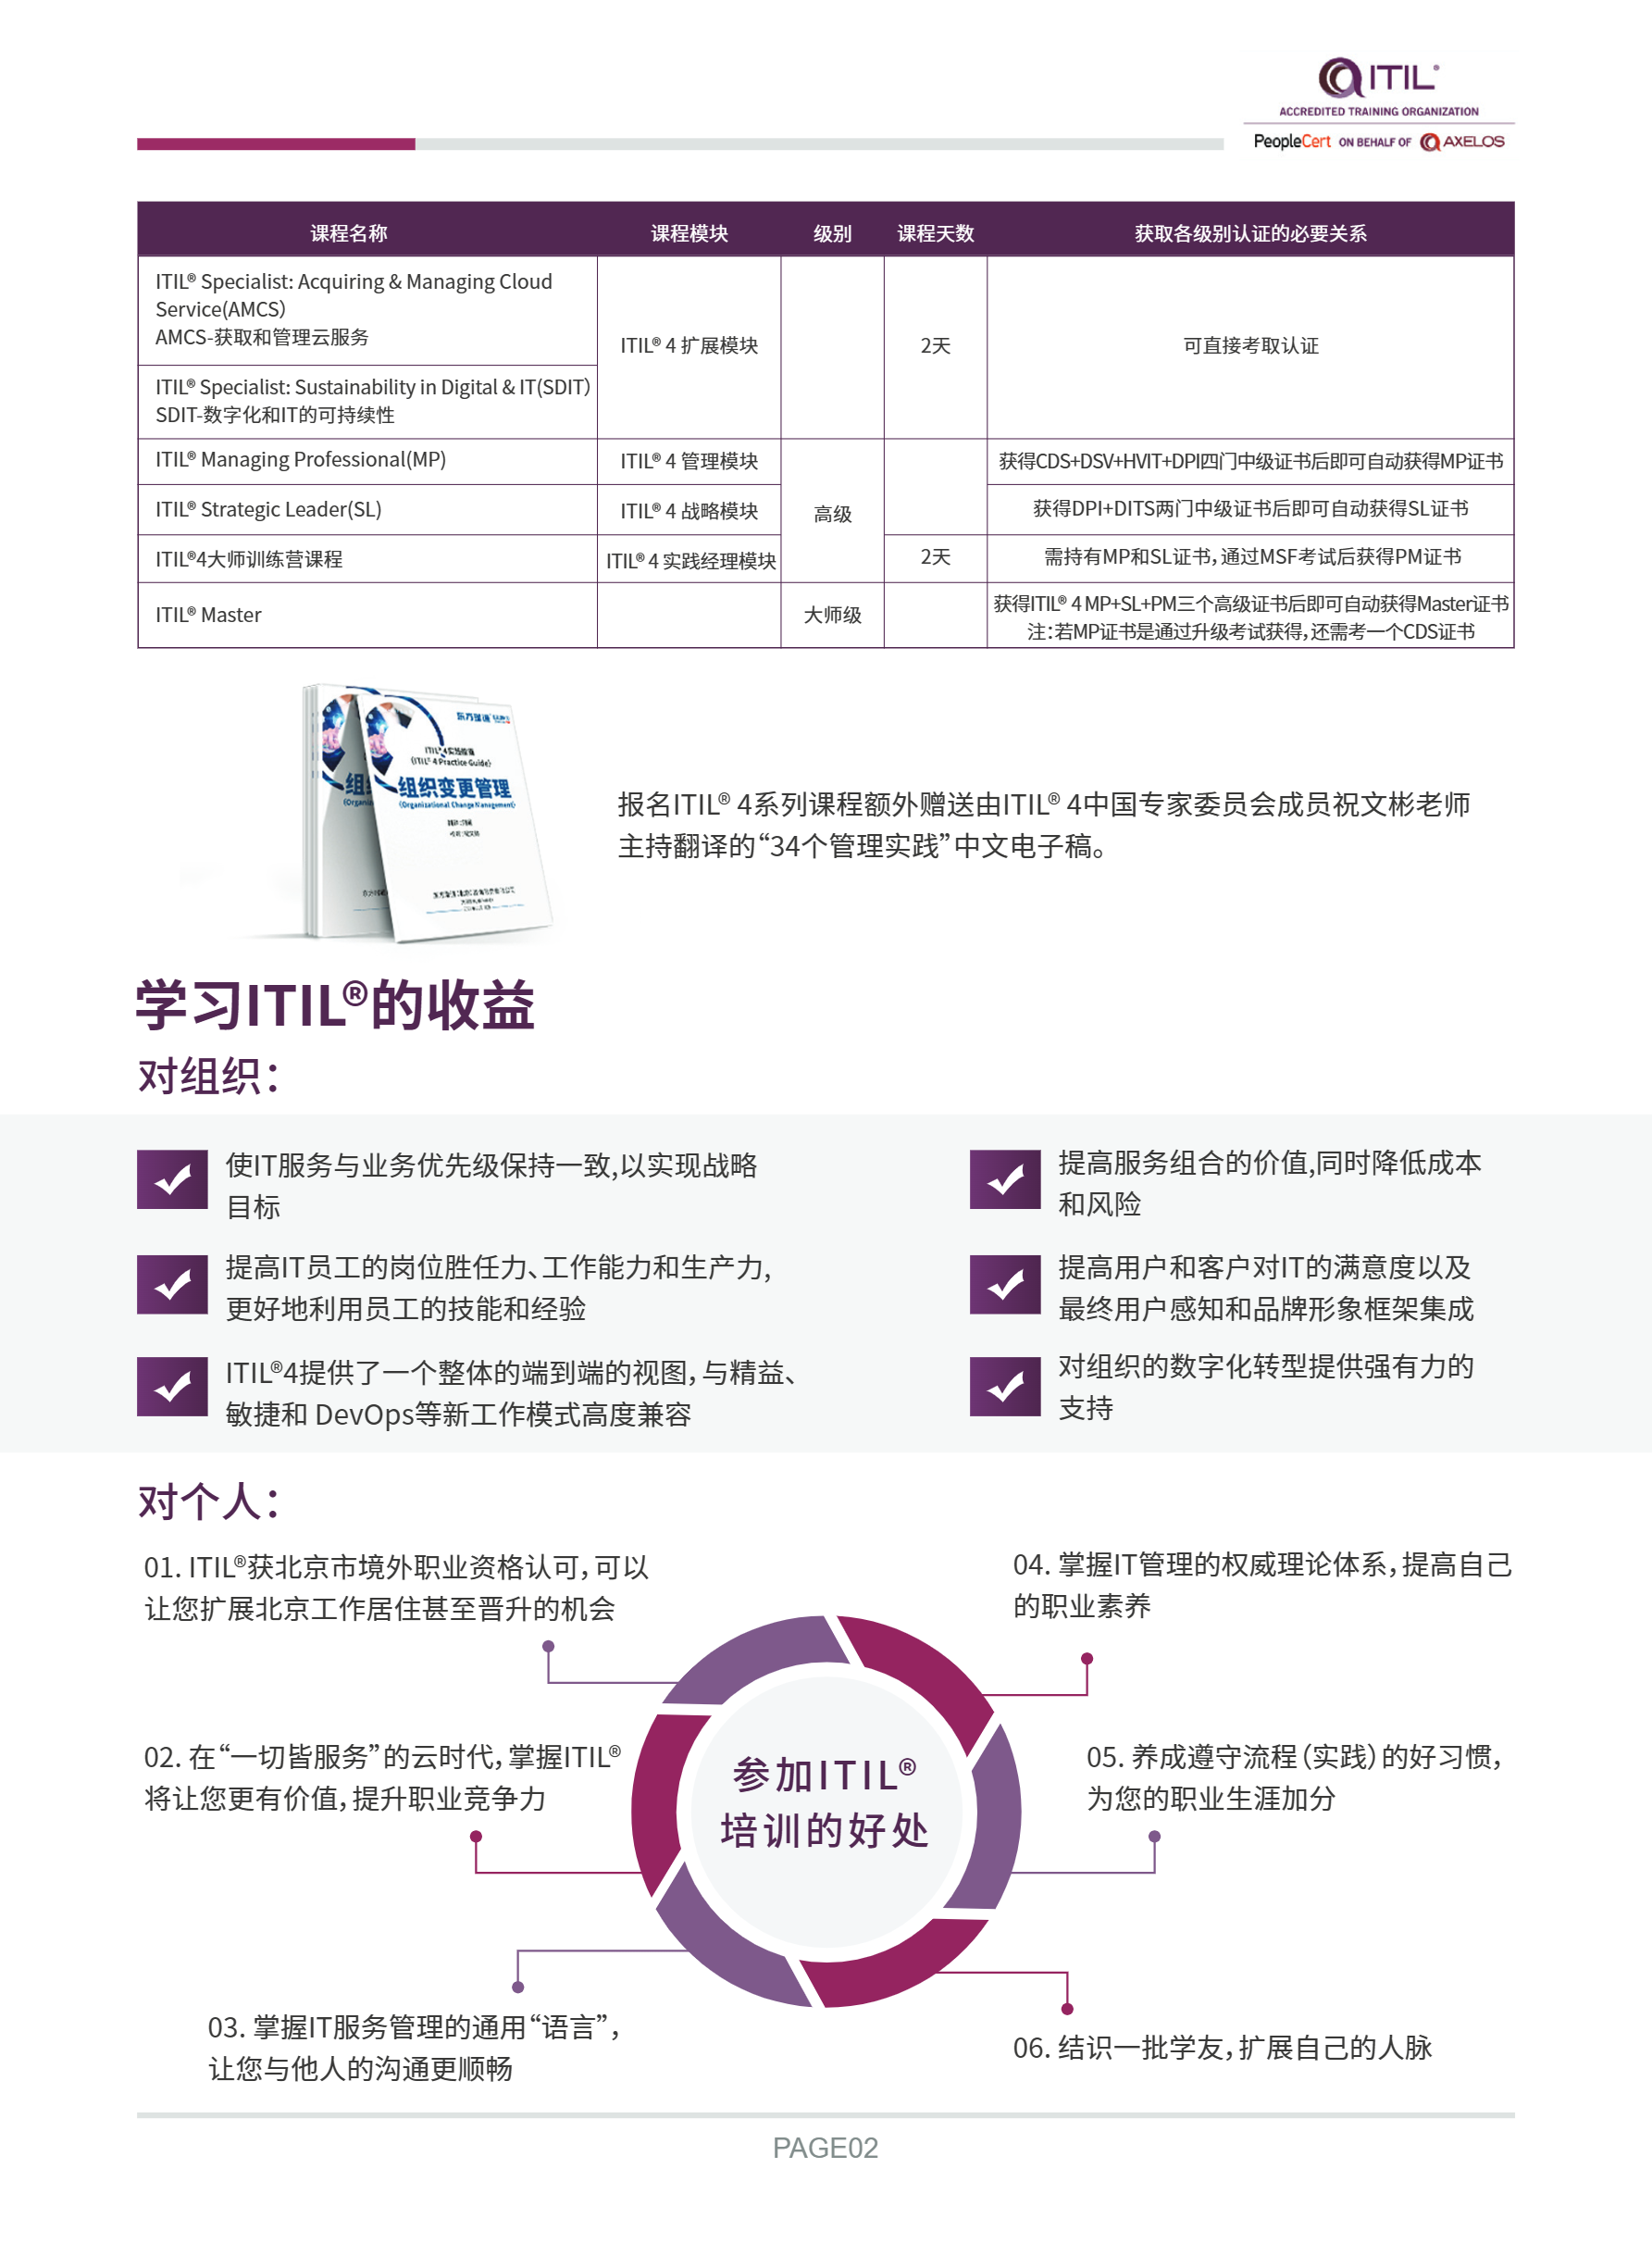 ITIL®
ACCREDITED TRAINING ORGANIZATION
PeopleCert ON BEHALF OF AXELOS
课程名称 课程模块 级别 课程天数 获取各级别认证的必要关系
ITIL® Specialist: Acquiring & Managing Cloud
Service(AMCS)
AMCS-获取和管理云服务
ITIL® 4 扩展模块 2天 可直接考取认证
ITIL® Specialist: Sustainability in Digital & IT(SDIT)
SDIT-数字化和IT的可持续性
ITIL® Managing Professional(MP) ITIL® 4 管理模块 获得CDS+DSV+HVIT+DPI四门中级证书后即可自动获得MP证书
ITIL® Strategic Leader(SL) ITIL® 4 战略模块 高级 获得DPI+DITS两门中级证书后即可自动获得SL证书
ITIL®4大师训练营课程 ITIL® 4 实践经理模块 2天 需持有MP和SL证书,通过MSF考试后获得PM证书
ITIL® Master 大师级 获得ITIL® 4 MP+SL+PM三个高级证书后即可自动获得Master证书
注:若MP证书是通过升级考试获得,还需考一个CDS证书
ITIL® 4实践指南
(ITIL® 4 Practice Guide)
组织变更管理
(Organizational Change Management)
报名ITIL® 4系列课程额外赠送由ITIL® 4中国专家委员会成员祝文彬老师
主持翻译的“34个管理实践”中文电子稿。
学习ITIL®的收益
对组织:
使IT服务与业务优先级保持一致,以实现战略
目标
提高服务组合的价值,同时降低成本
和风险
提高IT员工的岗位胜任力、工作能力和生产力,
更好地利用员工的技能和经验
提高用户和客户对IT的满意度以及
最终用户感知和品牌形象框架集成
ITIL®4提供了一个整体的端到端的视图,与精益、
敏捷和 DevOps等新工作模式高度兼容
对组织的数字化转型提供强有力的
支持
对个人:
01. ITIL®获北京市境外职业资格认可,可以
让您扩展北京工作居住甚至晋升的机会
04. 掌握IT管理的权威理论体系,提高自己
的职业素养
02. 在“一切皆服务”的云时代,掌握ITIL®
将让您更有价值,提升职业竞争力
参加ITIL®
培训的好处
05. 养成遵守流程(实践)的好习惯,
为您的职业生涯加分
03. 掌握IT服务管理的通用“语言”,
让您与他人的沟通更顺畅
06. 结识一批学友,扩展自己的人脉
PAGE02